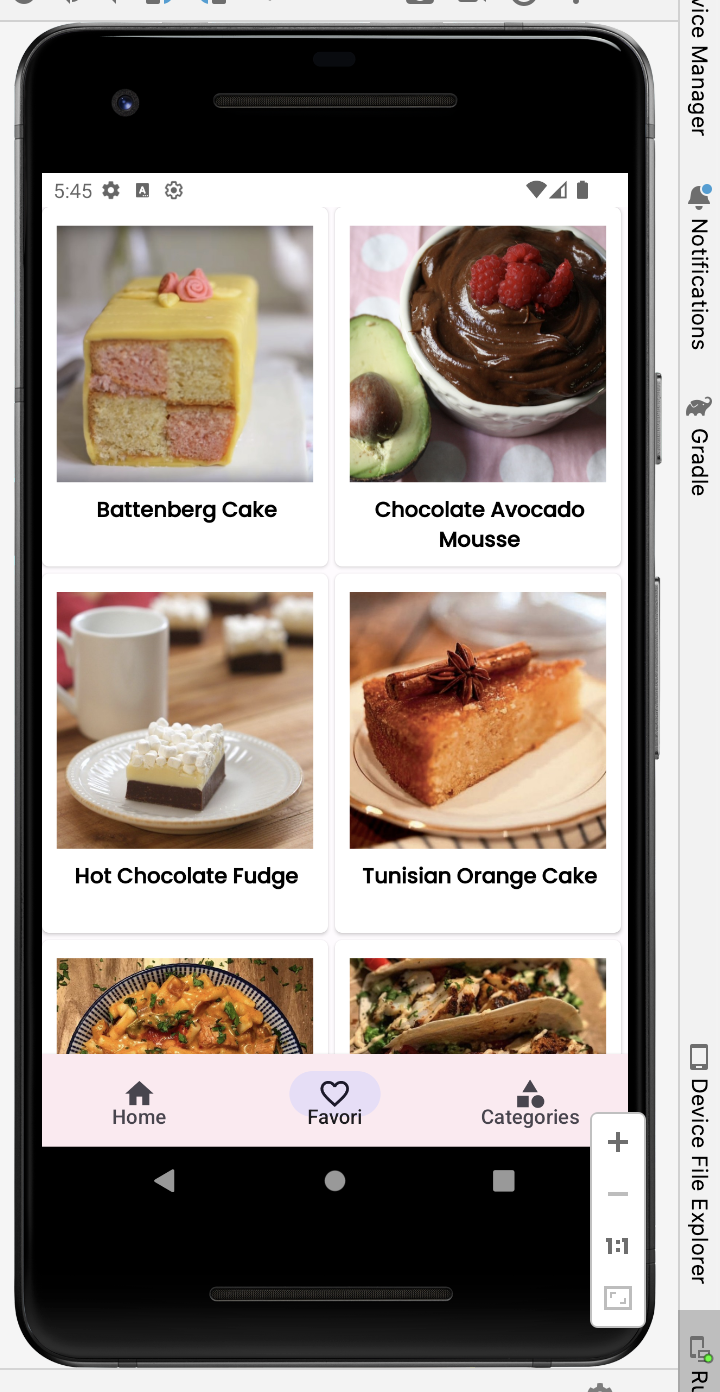 5:45
Battenberg Cake
Chocolate Avocado
Mousse
Hot Chocolate Fudge
Tunisian Orange Cake
Home
Favori
Categories
1:1
vice Manager
Notifications
Gradle
Device File Explorer
Ru